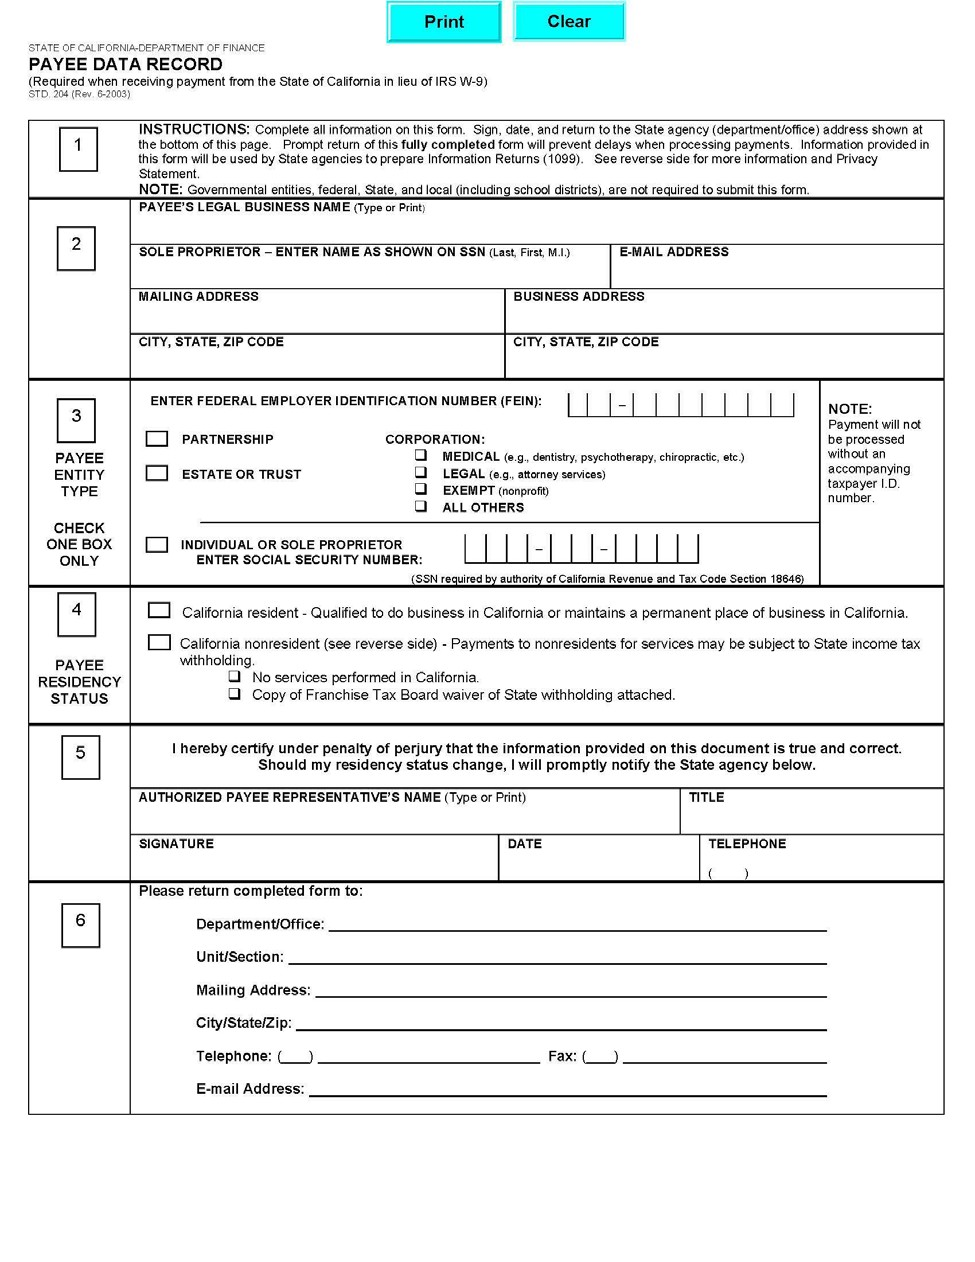 Print Clear
STATE OF CALIFORNIA-DEPARTMENT OF FINANCE
PAYEE DATA RECORD
(Required when receiving payment from the State of California in lieu of IRS W-9)
STD. 204 (Rev. 6-2003)
1
INSTRUCTIONS: Complete all information on this form. Sign, date, and return to the State agency (department/office) address shown at
the bottom of this page. Prompt return of this fully completed form will prevent delays when processing payments. Information provided in
this form will be used by State agencies to prepare Information Returns (1099). See reverse side for more information and Privacy
Statement.
NOTE: Governmental entities, federal, State, and local (including school districts), are not required to submit this form.
2
PAYEE'S LEGAL BUSINESS NAME (Type or Print)
SOLE PROPRIETOR – ENTER NAME AS SHOWN ON SSN (Last, First, M.I.) E-MAIL ADDRESS
MAILING ADDRESS BUSINESS ADDRESS
CITY, STATE, ZIP CODE CITY, STATE, ZIP CODE
3
PAYEE
ENTITY
TYPE
CHECK
ONE BOX
ONLY
ENTER FEDERAL EMPLOYER IDENTIFICATION NUMBER (FEIN): –
PARTNERSHIP CORPORATION:
MEDICAL (e.g., dentistry, psychotherapy, chiropractic, etc.)
ESTATE OR TRUST LEGAL (e.g., attorney services)
EXEMPT (nonprofit)
ALL OTHERS
INDIVIDUAL OR SOLE PROPRIETOR
ENTER SOCIAL SECURITY NUMBER: – –
(SSN required by authority of California Revenue and Tax Code Section 18646)
NOTE:
Payment will not
be processed
without an
accompanying
taxpayer I.D.
number.
4
PAYEE
RESIDENCY
STATUS
California resident - Qualified to do business in California or maintains a permanent place of business in California.
California nonresident (see reverse side) - Payments to nonresidents for services may be subject to State income tax
withholding.
No services performed in California.
Copy of Franchise Tax Board waiver of State withholding attached.
5
I hereby certify under penalty of perjury that the information provided on this document is true and correct.
Should my residency status change, I will promptly notify the State agency below.
AUTHORIZED PAYEE REPRESENTATIVE'S NAME (Type or Print) TITLE
SIGNATURE DATE TELEPHONE
( )
6
Please return completed form to:
Department/Office:
Unit/Section:
Mailing Address:
City/State/Zip:
Telephone: (___) Fax: (___)
E-mail Address: